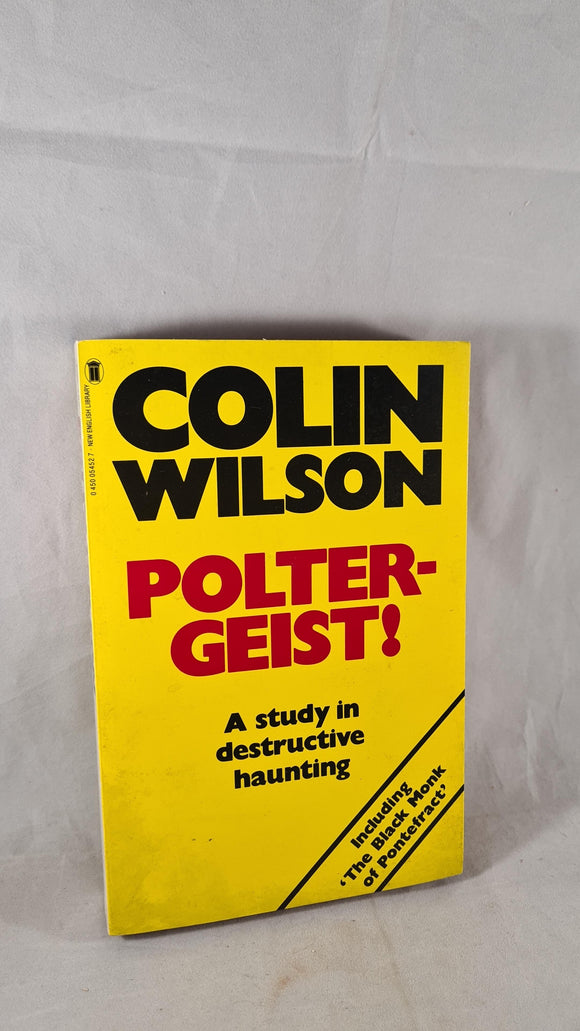 0 450 05452 7 · NEW ENGLISH LIBRARY
COLIN
WILSON
POLTER-
GEIST!
A study in
destructive
haunting
Including
‘The Black Monk
of Pontefract’